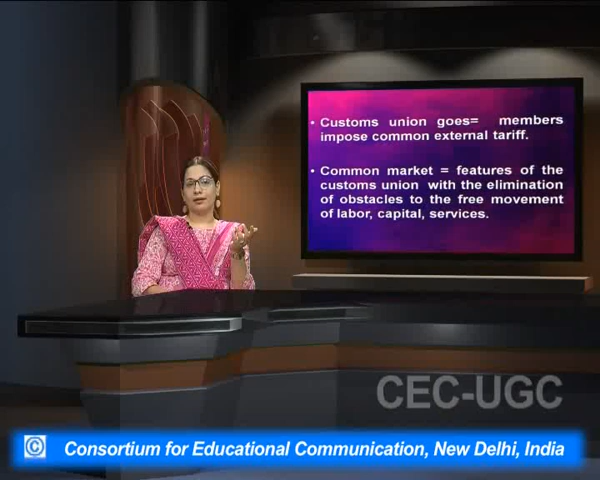 • Customs union goes= members
impose common external tariff.
• Common market = features of the
customs union with the elimination
of obstacles to the free movement
of labor, capital, services.
CEC-UGC
© Consortium for Educational Communication, New Delhi, India